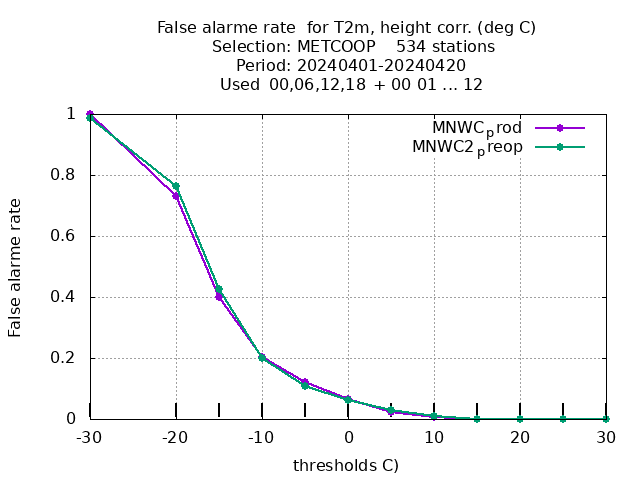 False alarme rate  for T2m, height corr. (deg C)
Selection: METCOOP    534 stations
Period: 20240401-20240420
Used  00,06,12,18 + 00 01 ... 12
MNWCprod
MNWC2preop
1
0.8
0.6
0.4
0.2
0
False alarme rate
-30
-20
-10
0
10
20
30
thresholds C)